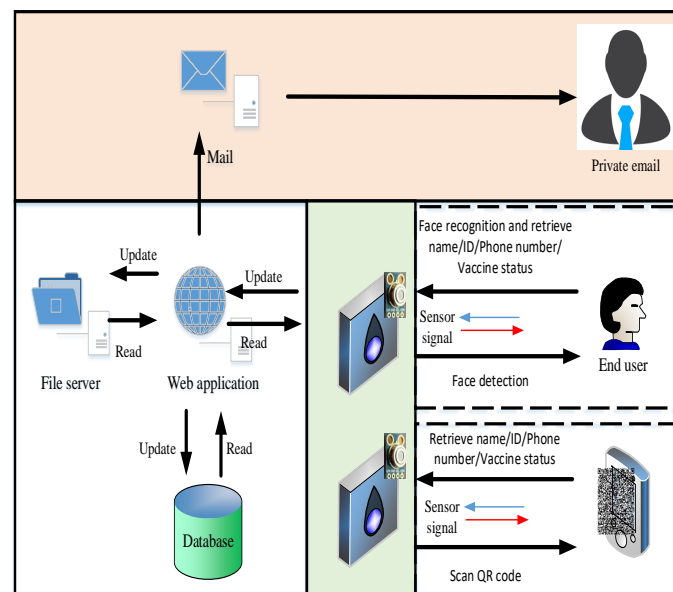 Mail
Private email
Update
File server
Read
Web application
Update
Read
Update
Read
Database
Face recognition and retrieve
name/ID/Phone number/
Vaccine status
Sensor
signal
Face detection
End user
Retrieve name/ID/Phone
number/Vaccine status
Sensor
signal
Scan QR code